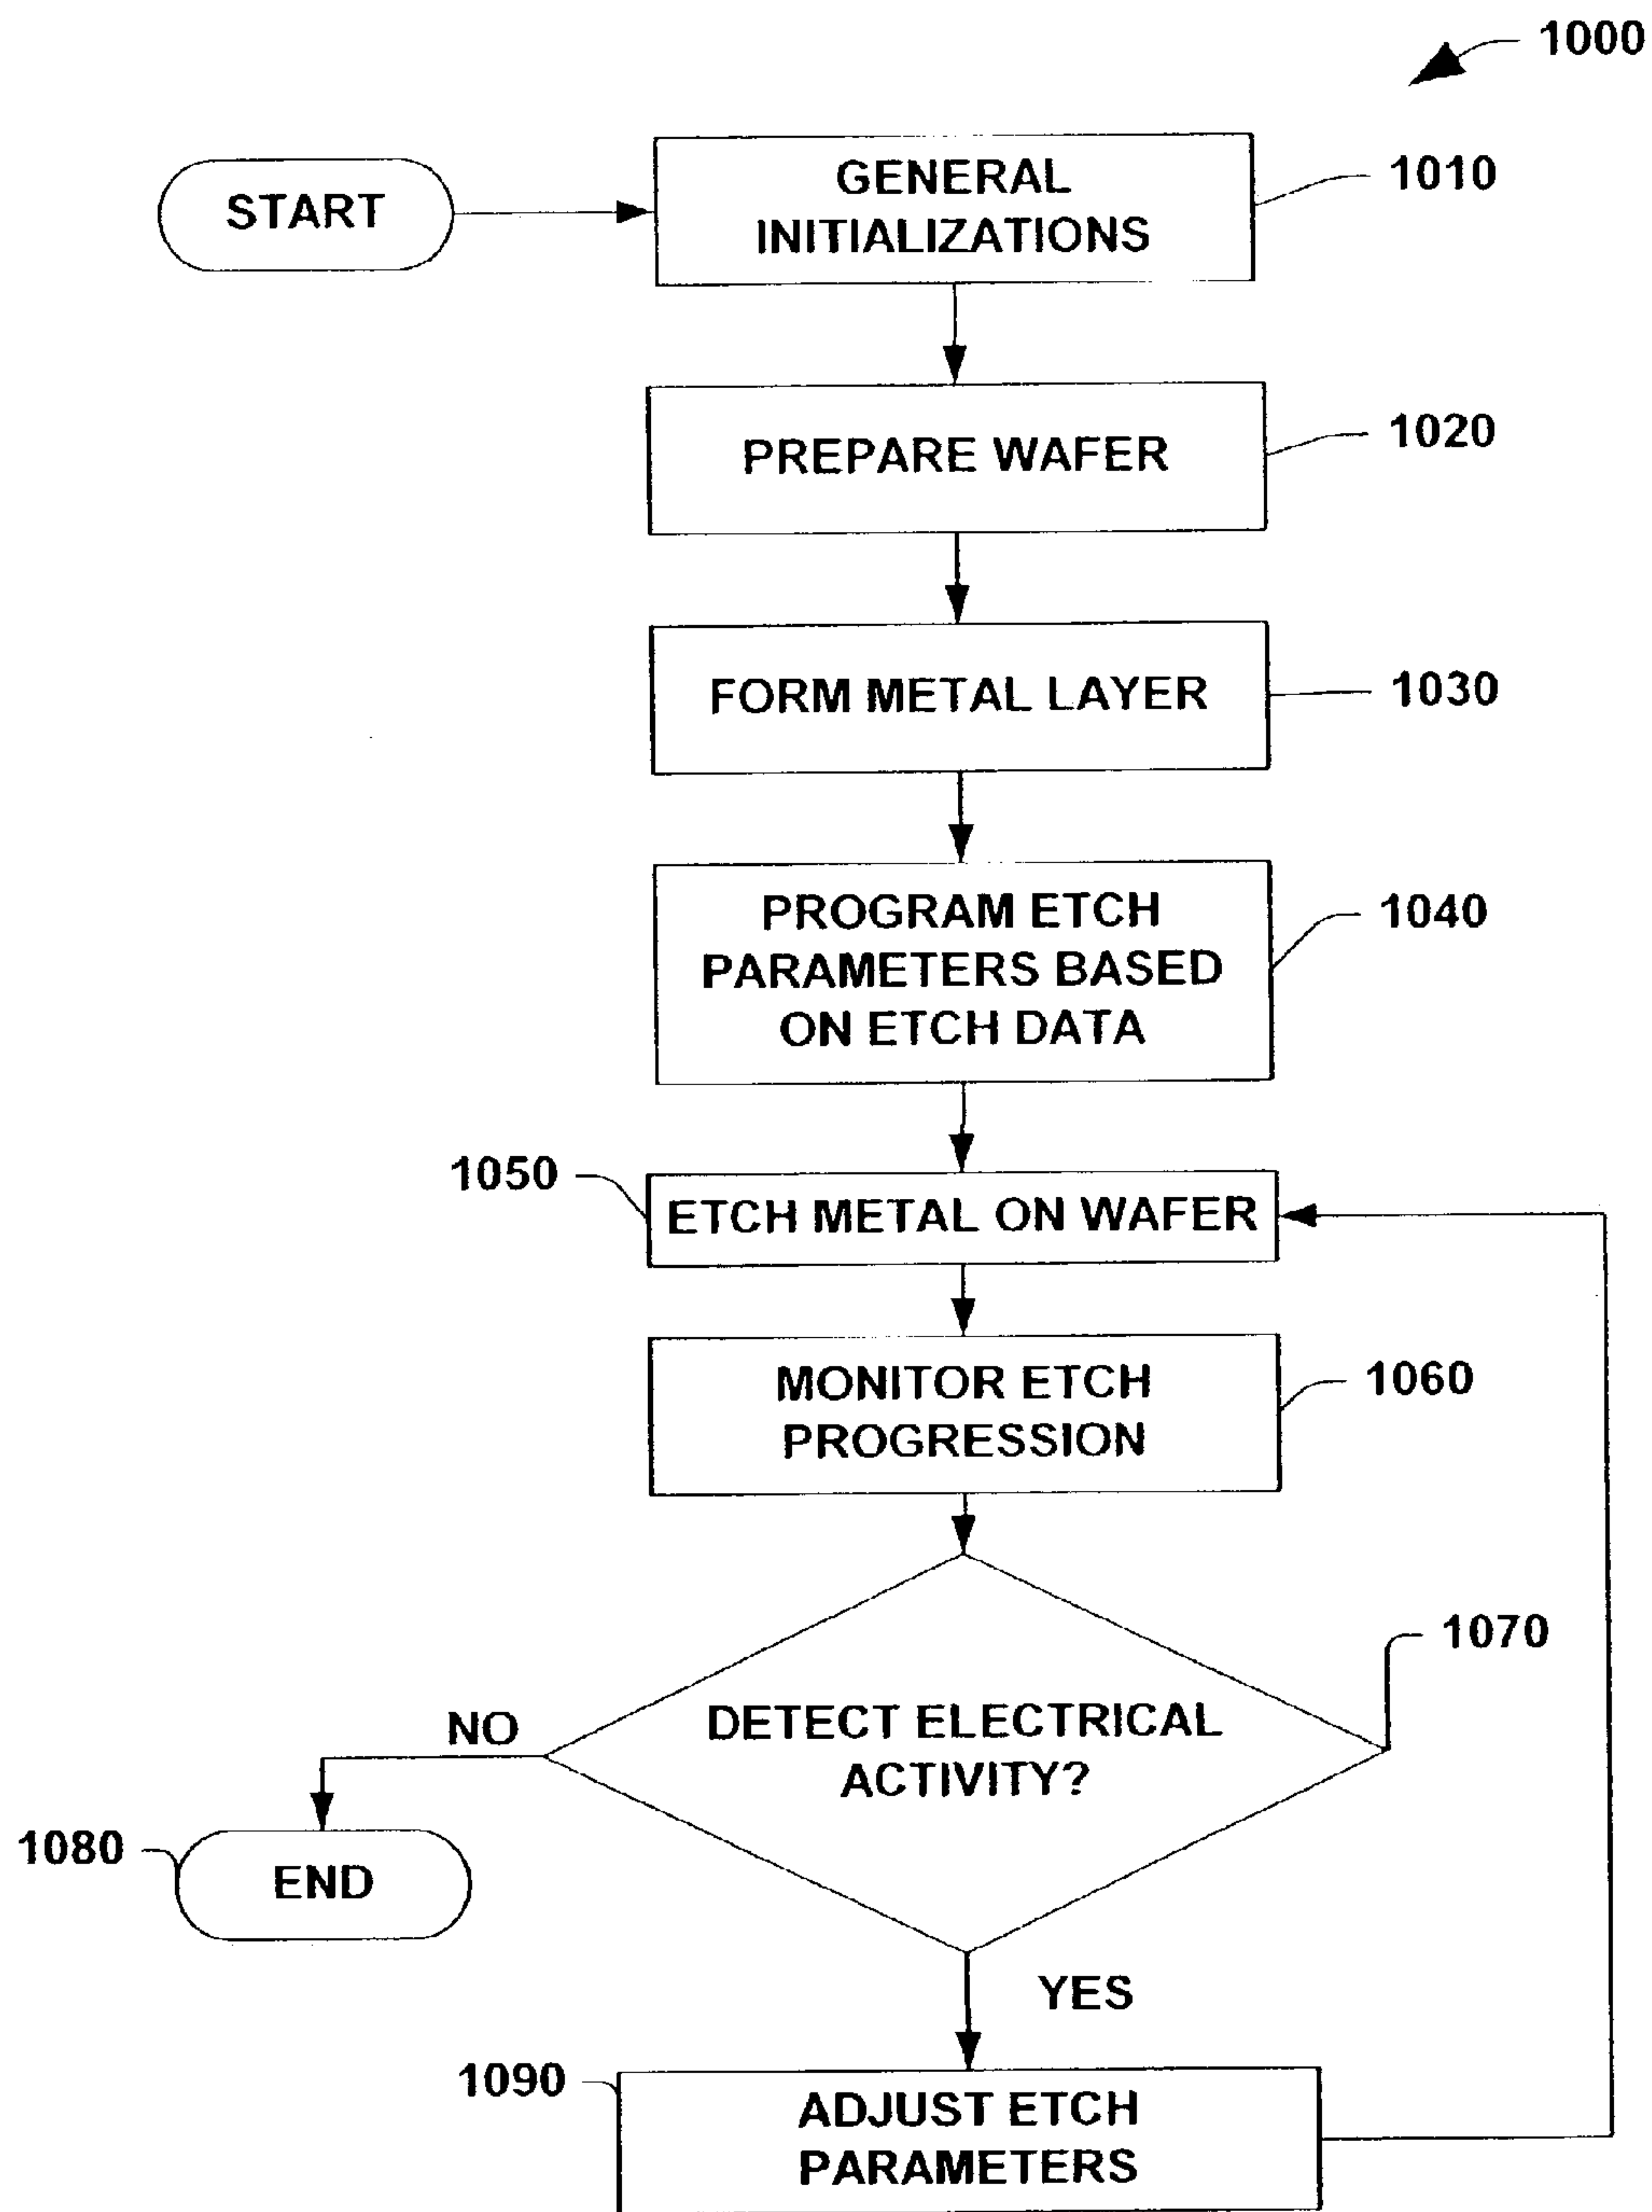 1000
START
GENERAL
INITIALIZATIONS
1010
PREPARE WAFER
1020
FORM METAL LAYER
1030
PROGRAM ETCH
PARAMETERS BASED
ON ETCH DATA
1040
1050
ETCH METAL ON WAFER
MONITOR ETCH
PROGRESSION
1060
DETECT ELECTRICAL
ACTIVITY?
1070
NO
1080
END
YES
1090
ADJUST ETCH
PARAMETERS